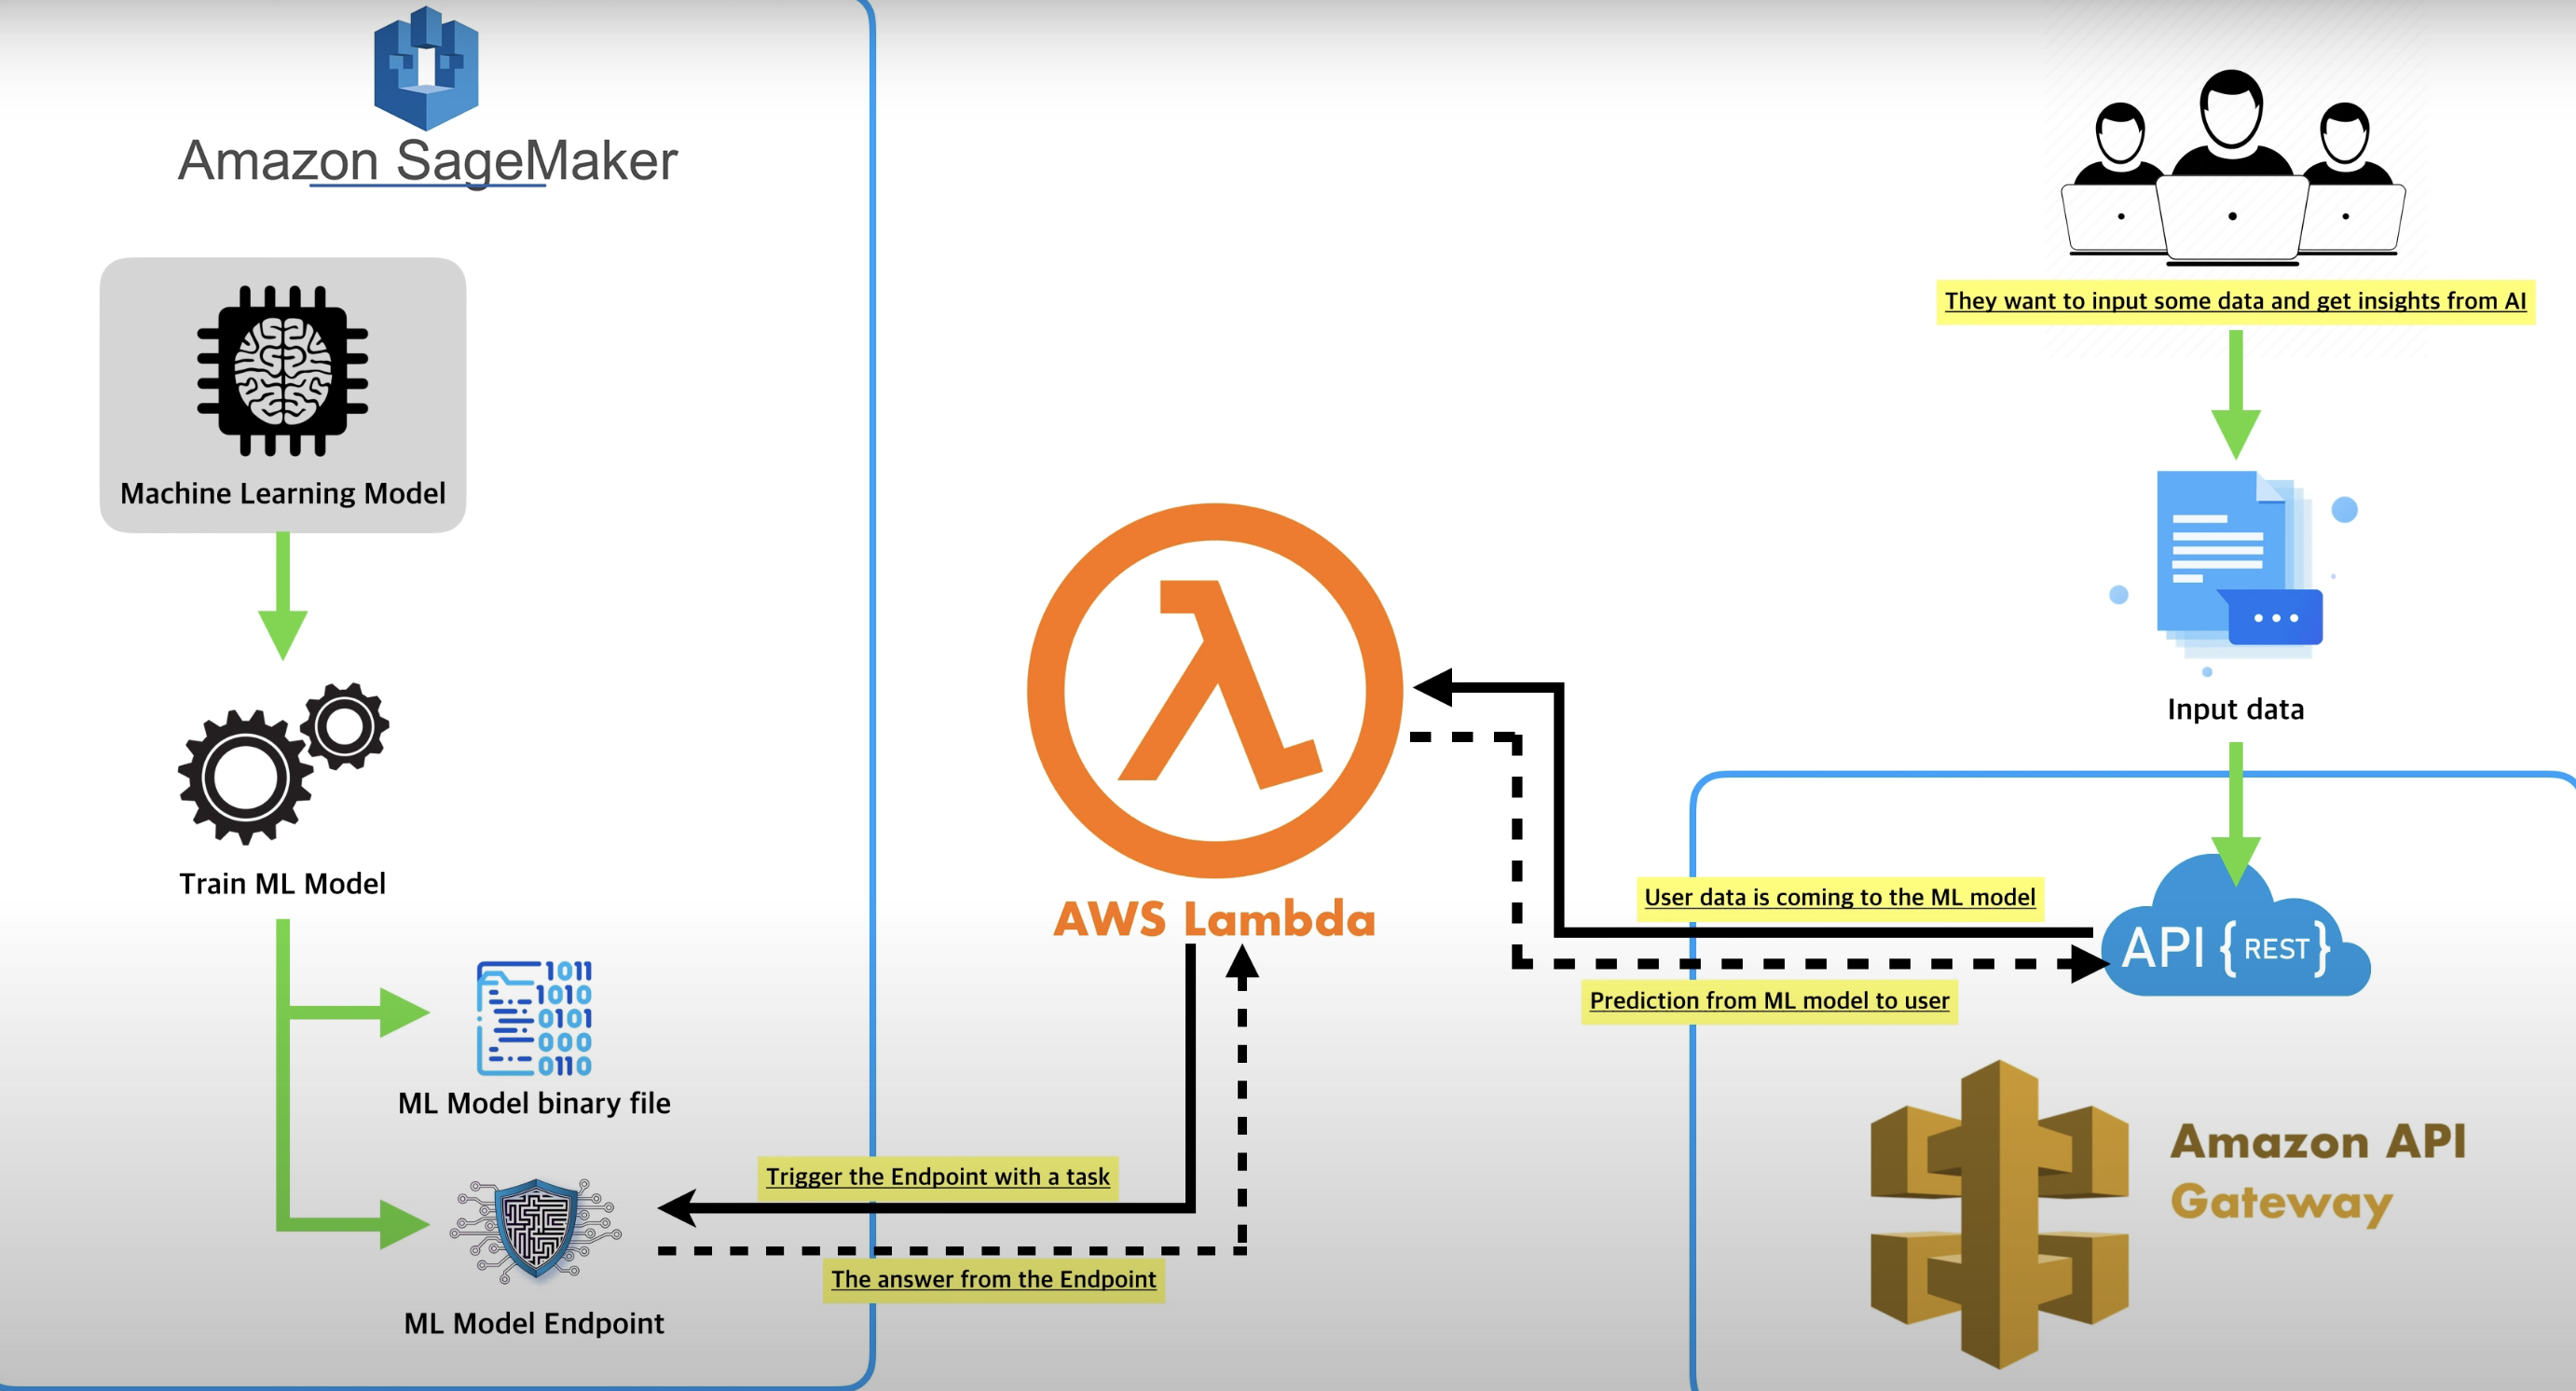 Amazon SageMaker
Machine Learning Model
Train ML Model
1011
1010
0101
000
0110
ML Model binary file
ML Model Endpoint
Trigger the Endpoint with a task
The answer from the Endpoint
AWS Lambda
They want to input some data and get insights from AI
Input data
User data is coming to the ML model
API {REST}
Prediction from ML model to user
Amazon API
Gateway